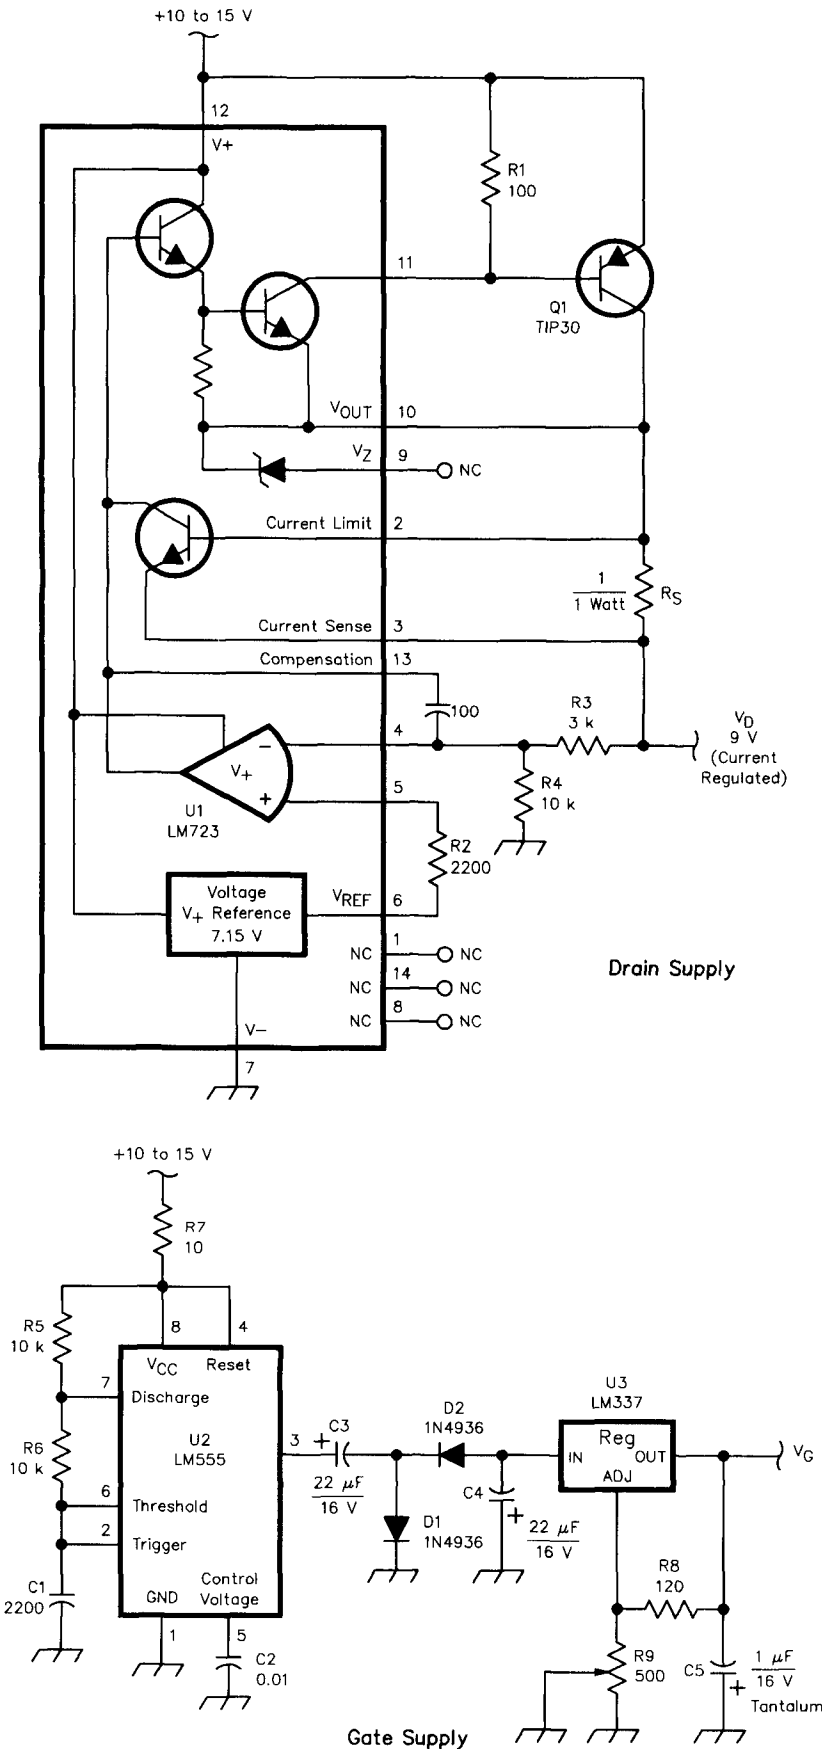 +10 to 15 V
12
V+
R1
100
11
Q1
TIP30
VOUT
10
VZ
9
NC
Current Limit
2
1
1 Watt
RS
Current Sense
3
Compensation
13
100
R3
3 k
VD
9 V
(Current
Regulated)
4
–
V+
+
R4
10 k
5
U1
LM723
R2
2200
Voltage
V+ Reference
7.15 V
VREF
6
NC
1
NC
NC
14
NC
NC
8
NC
Drain Supply
V–
7
+10 to 15 V
R7
10
R5
10 k
8
4
VCC
Reset
7
Discharge
U2
LM555
3
+
C3
22 µF
16 V
D2
1N4936
U3
LM337
IN
Reg
OUT
ADJ
VG
R6
10 k
6
Threshold
2
Trigger
C4
+
22 µF
16 V
D1
1N4936
R8
120
C1
2200
GND
Control
Voltage
1
5
C2
0.01
R9
500
C5
+
1 µF
16 V
Tantalum
Gate Supply